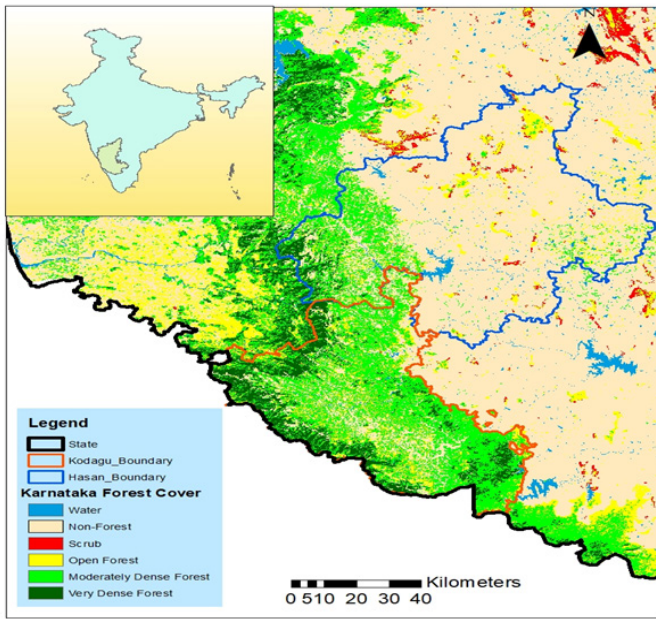 Legend
State
Kodagu_Boundary
Hasan_Boundary
Karnataka Forest Cover
Water
Non-Forest
Scrub
Open Forest
Moderately Dense Forest
Very Dense Forest
Kilometers
0 5 10 20 30 40